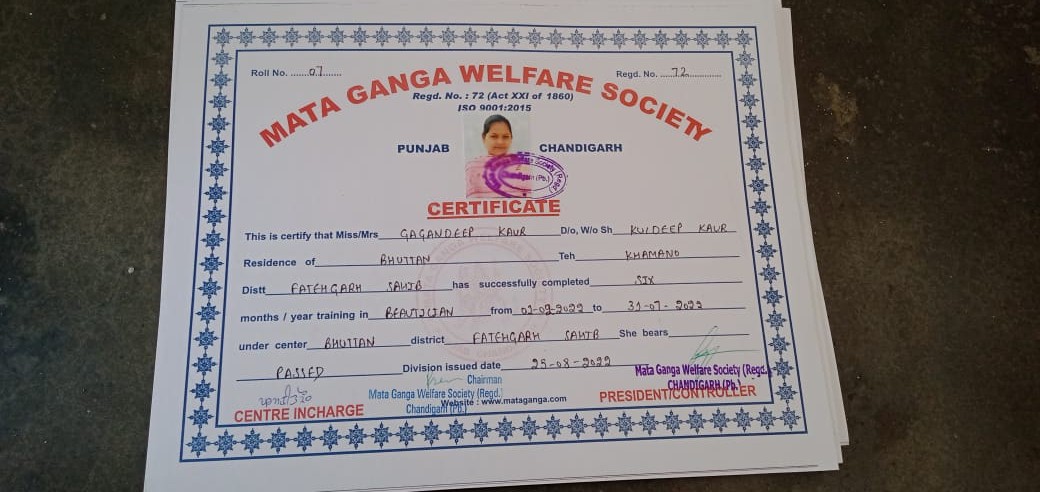 Roll No. ......07...... Regd. No. ....72............
MATA GANGA WELFARE SOCIETY
Regd. No. : 72 (Act XXI of 1860)
ISO 9001:2015
PUNJAB CHANDIGARH
CERTIFICATE
This is certify that Miss/Mrs GAGANDEEP KAUR D/o, W/o Sh KULDEEP KAUR
Residence of BHUTTAN Teh KHAMANO
Distt FATEHGARH SAHIB has successfully completed SIX
months / year training in BEAUTICIAN from 01-02-2022 to 31-07-2022
under center BHUTTAN district FATEHGARH SAHIB She bears
PASSED Division issued date 25-08-2022
Mata Ganga Welfare Society (Regd.)
CHANDIGARH (Pb.)
PRESIDENT/CONTROLLER
Chairman
Mata Ganga Welfare Society (Regd.)
Chandigarh (Pb.)
Website : www.mataganga.com
CENTRE INCHARGE